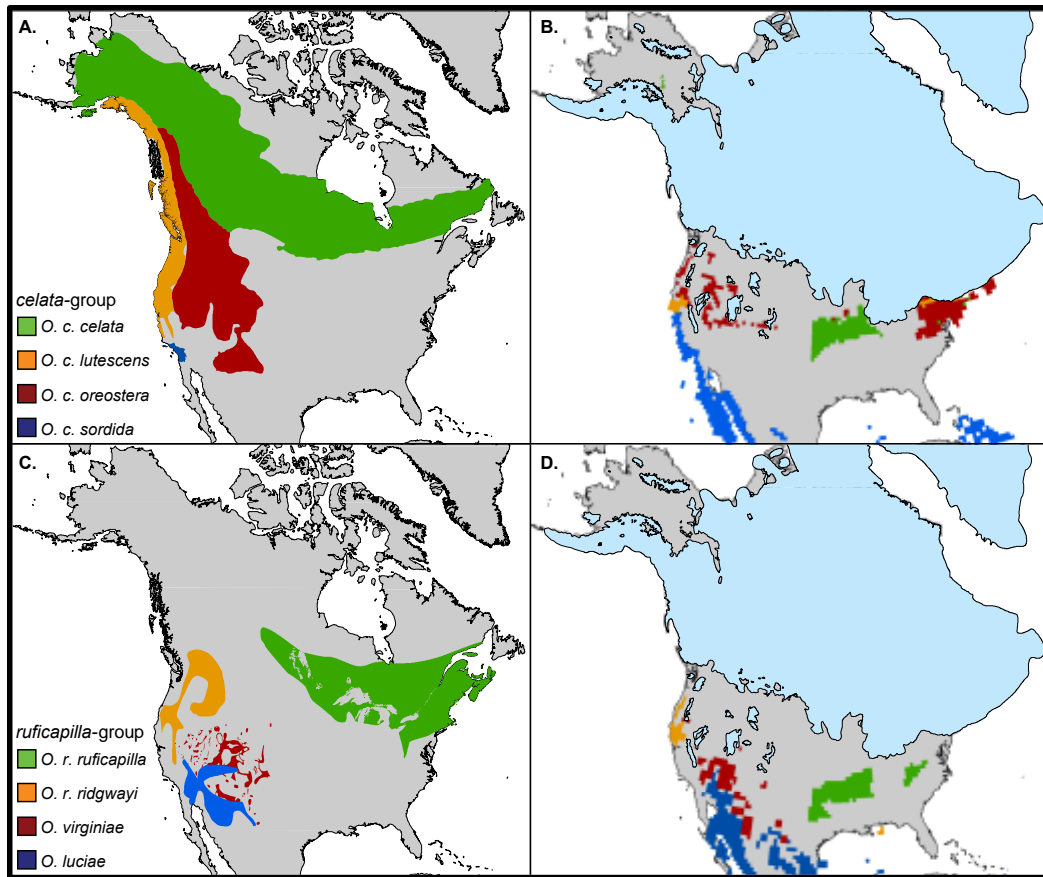 A.
B.
celata-group
O. c. celata
O. c. lutescens
O. c. oreostera
O. c. sordida
C.
D.
ruficapilla-group
O. r. ruficapilla
O. r. ridgwayi
O. virginiae
O. luciae